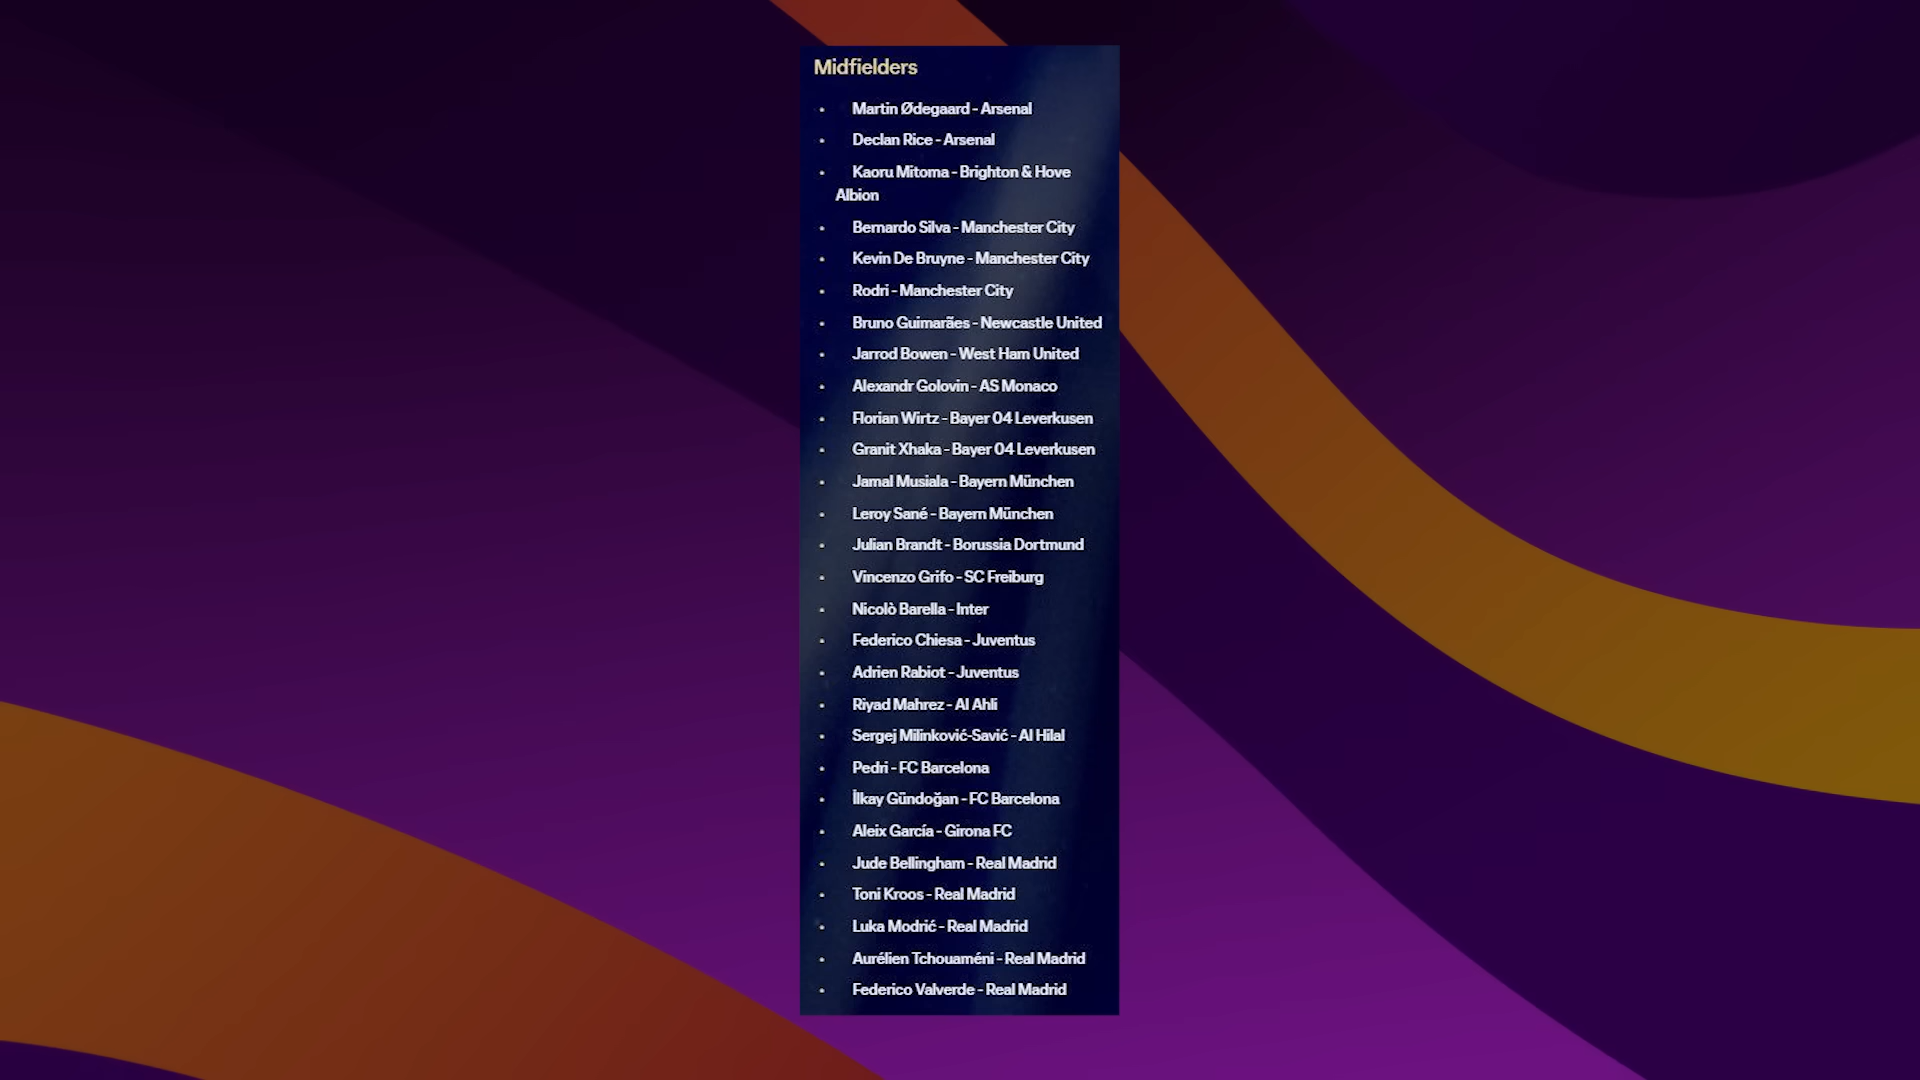 Midfielders
• Martin Ødegaard - Arsenal
• Declan Rice - Arsenal
• Kaoru Mitoma - Brighton & Hove
Albion
• Bernardo Silva - Manchester City
• Kevin De Bruyne - Manchester City
• Rodri - Manchester City
• Bruno Guimarães - Newcastle United
• Jarrod Bowen - West Ham United
• Alexandr Golovin - AS Monaco
• Florian Wirtz - Bayer 04 Leverkusen
• Granit Xhaka - Bayer 04 Leverkusen
• Jamal Musiala - Bayern München
• Leroy Sané - Bayern München
• Julian Brandt - Borussia Dortmund
• Vincenzo Grifo - SC Freiburg
• Nicolò Barella - Inter
• Federico Chiesa - Juventus
• Adrien Rabiot - Juventus
• Riyad Mahrez - Al Ahli
• Sergej Milinković-Savić - Al Hilal
• Pedri - FC Barcelona
• İlkay Gündoğan - FC Barcelona
• Aleix García - Girona FC
• Jude Bellingham - Real Madrid
• Toni Kroos - Real Madrid
• Luka Modrić - Real Madrid
• Aurélien Tchouaméni - Real Madrid
• Federico Valverde - Real Madrid